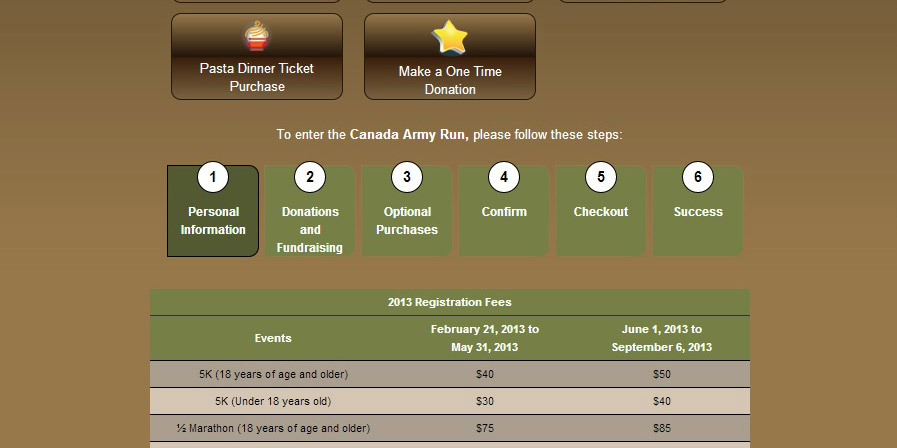 Pasta Dinner Ticket
Purchase
Make a One Time
Donation
To enter the Canada Army Run, please follow these steps:
1
Personal
Information
2
Donations
and
Fundraising
3
Optional
Purchases
4
Confirm
5
Checkout
6
Success
2013 Registration Fees
Events
February 21, 2013 to
May 31, 2013
June 1, 2013 to
September 6, 2013
5K (18 years of age and older) $40 $50
5K (Under 18 years old) $30 $40
½ Marathon (18 years of age and older) $75 $85